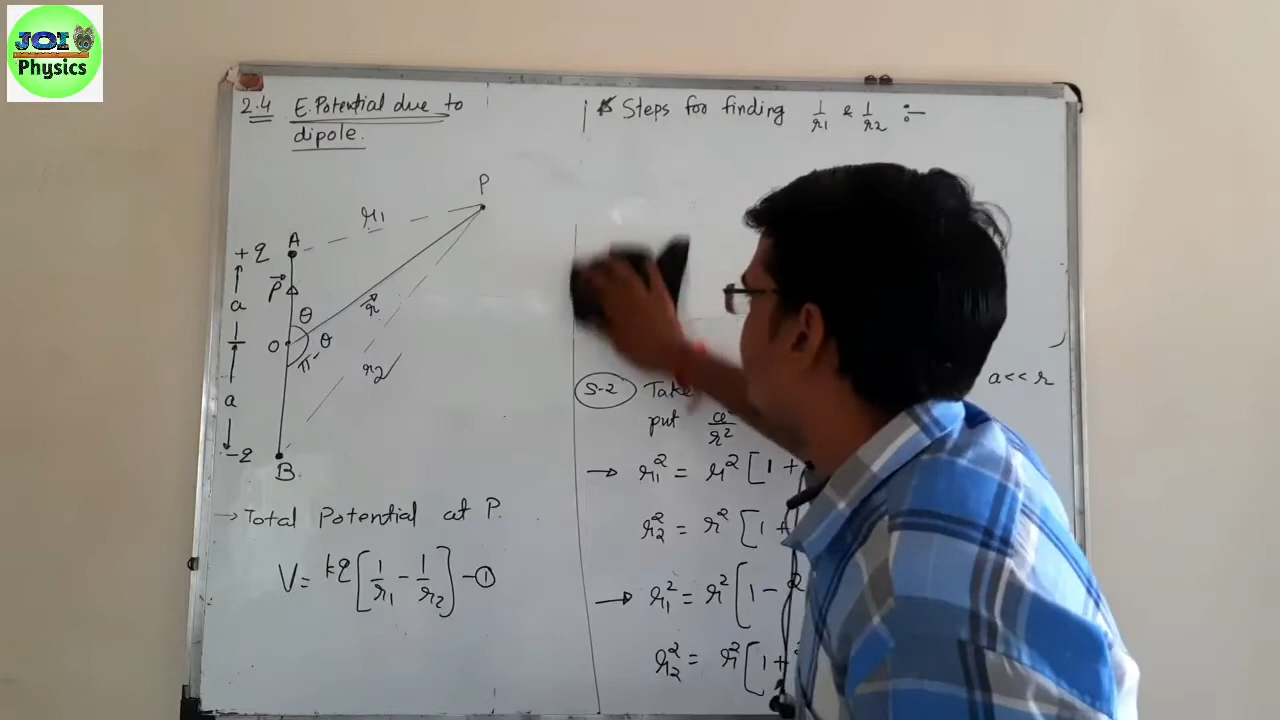 JOI
Physics
2.4 E. Potential due to
dipole.
P
r₁
A
+q
a
P⃗
θ
r⃗
O
θ
π-
r₂
a
-q
B
→ Total Potential at P.
V = kq [1/r₁ - 1/r₂] -①
Steps for finding 1/r₁ & 1/r₂ :-
S-2 Take a<<r
put a²/r²
→ r₁² = r² [1+
r₂² = r² [1+
→ r₁² = r² [1 - 2
r₂² = r² [1+